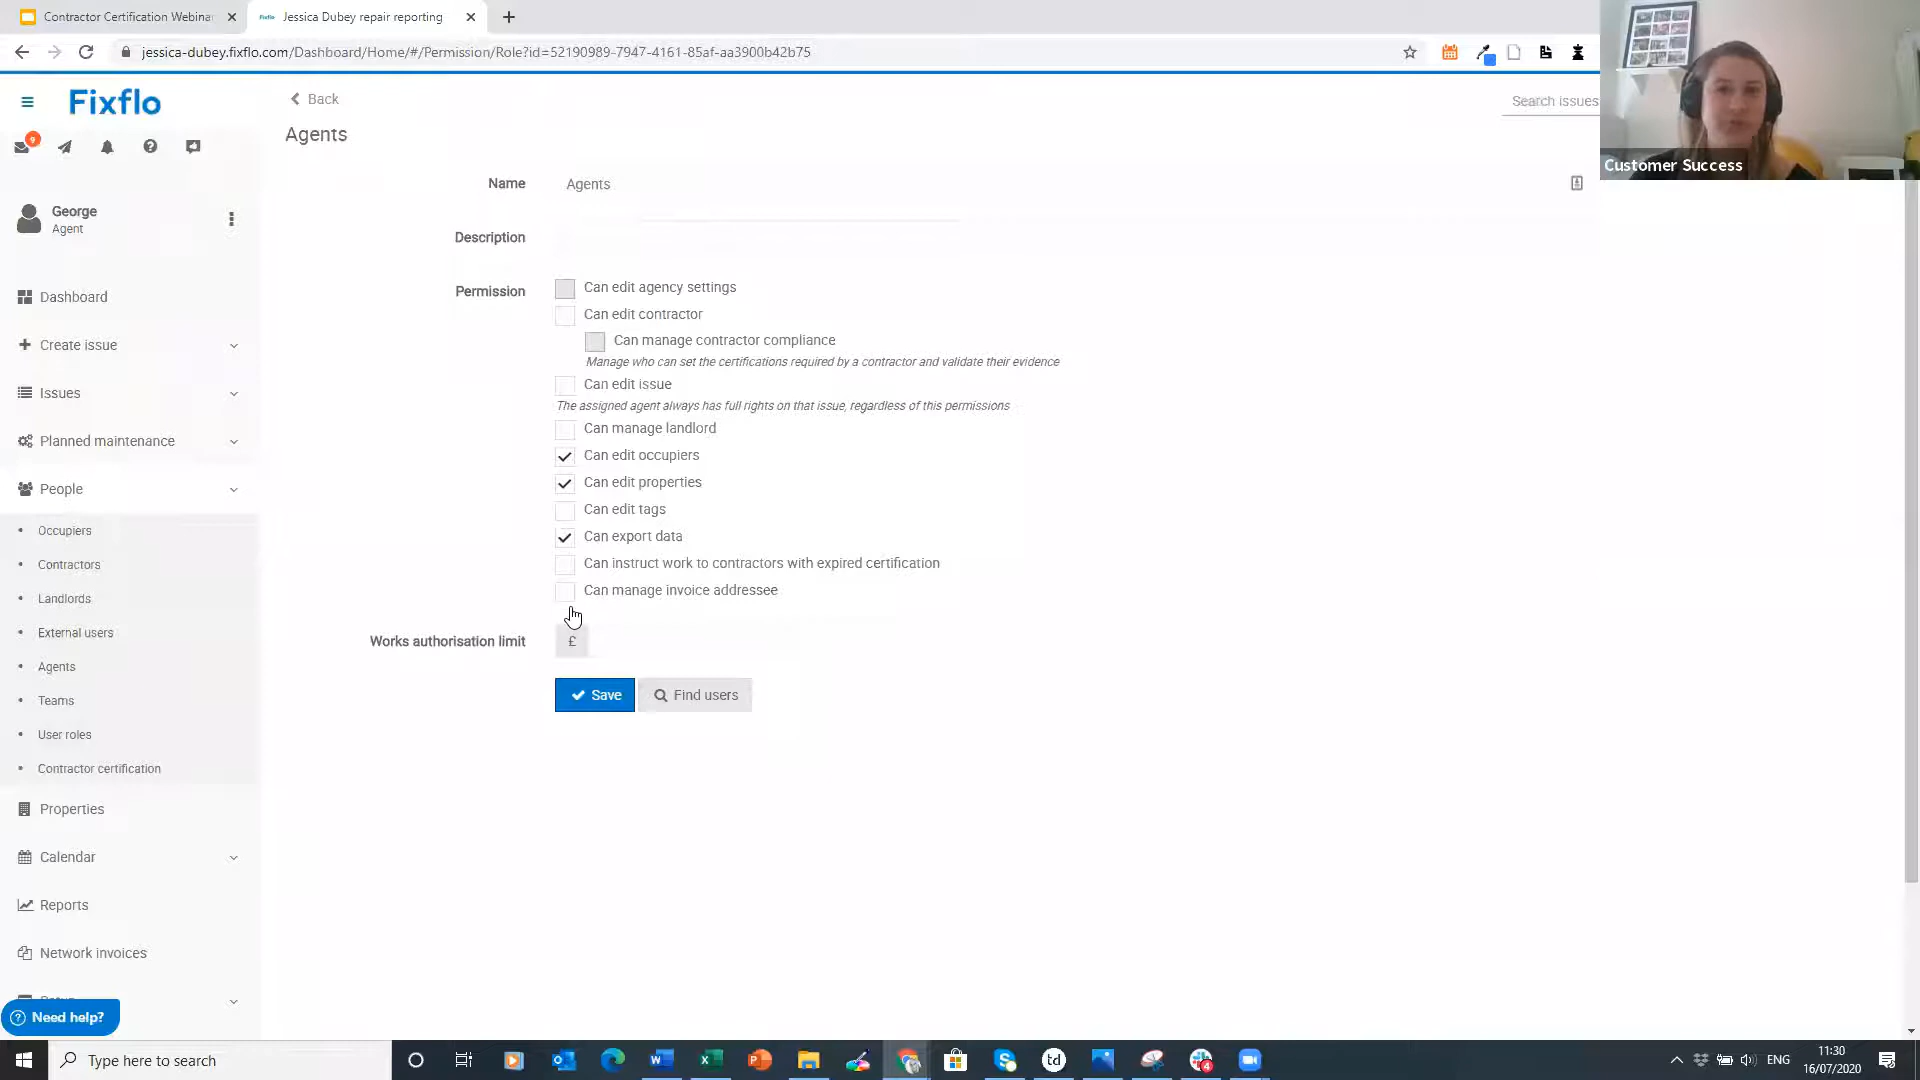 Contractor Certification Webina
Jessica Dubey repair reporting
jessica-dubey.fixflo.com/Dashboard/Home/#/Permission/Role?id=52190989-7947-4161-85af-aa3900b42b75
Fixflo
9
George
Agent
Dashboard
Create issue
Issues
Planned maintenance
People
Occupiers
Contractors
Landlords
External users
Agents
Teams
User roles
Contractor certification
Properties
Calendar
Reports
Network invoices
Need help?
Back
Search issues
Agents
Name Agents
Description
Permission
Can edit agency settings
Can edit contractor
Can manage contractor compliance
Manage who can set the certifications required by a contractor and validate their evidence
Can edit issue
The assigned agent always has full rights on that issue, regardless of this permissions
Can manage landlord
Can edit occupiers
Can edit properties
Can edit tags
Can export data
Can instruct work to contractors with expired certification
Can manage invoice addressee
Works authorisation limit £
Save Find users
Customer Success
Type here to search
td
4
ENG
11:30
16/07/2020